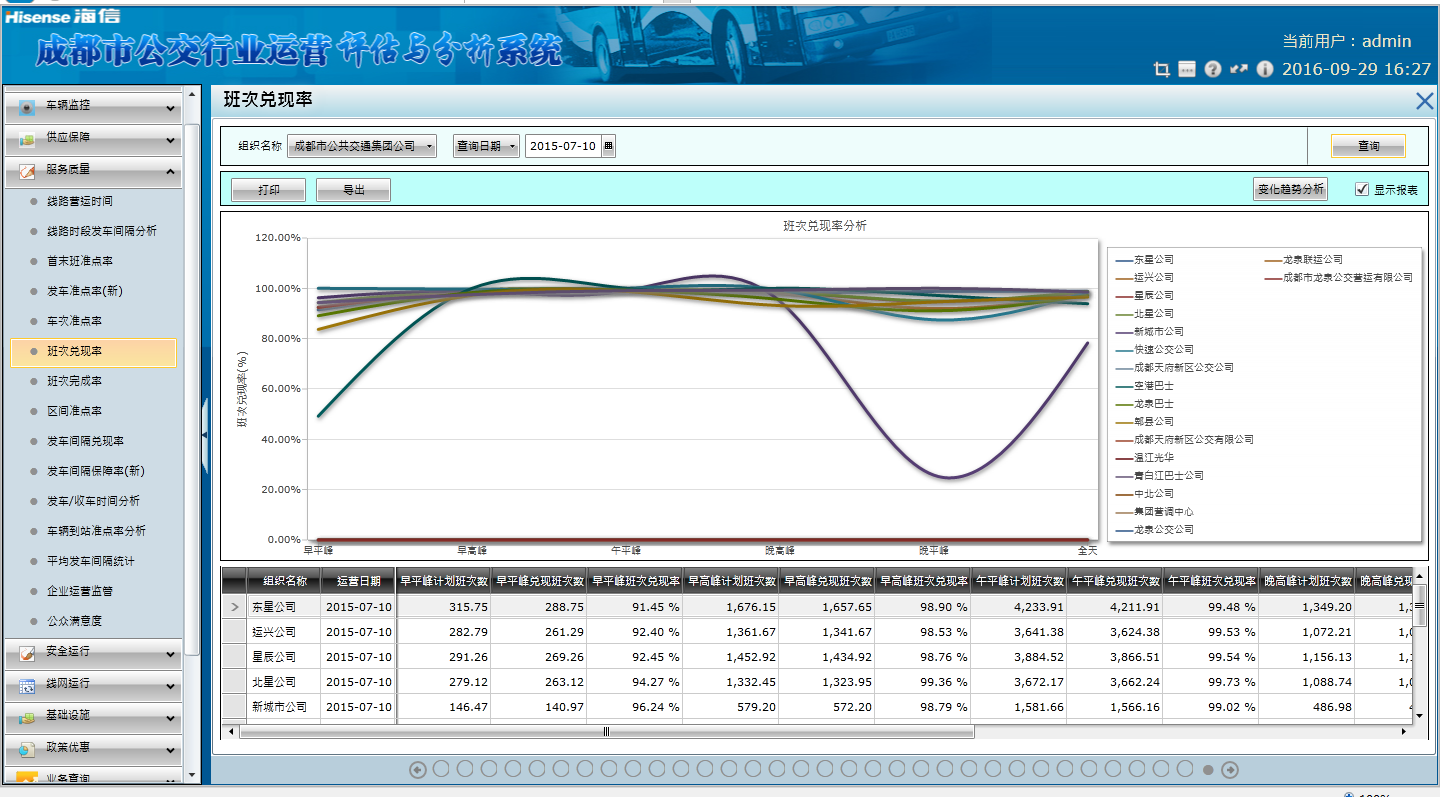 Hisense 海信
成都市公交行业运营评估与分析系统
当前用户：admin
2016-09-29 16:27
车辆监控
供应保障
服务质量
线路营运时间
线路时段发车间隔分析
首末班准点率
发车准点率(新)
车次准点率
班次兑现率
班次完成率
区间准点率
发车间隔兑现率
发车间隔保障率(新)
发车/收车时间分析
车辆到站准点率分析
平均发车间隔统计
企业运营监管
公众满意度
安全运行
线网运行
基础设施
政策优惠
业务查询
班次兑现率
组织名称 成都市公共交通集团公司 查询日期 2015-07-10 查询
打印 导出 变化趋势分析 显示报表
班次兑现率分析
班次兑现率(%)
120.00%
100.00%
80.00%
60.00%
40.00%
20.00%
0.00%
早平峰 早高峰 午平峰 晚高峰 晚平峰 全天
东星公司 龙泉联运公司
运兴公司 成都市龙泉公交营运有限公司
星辰公司
北星公司
新城市公司
快速公交公司
成都天府新区公交公司
空港巴士
龙泉巴士
郫县公司
成都天府新区公交有限公司
温江光华
青白江巴士公司
中北公司
集团营调中心
龙泉公交公司
组织名称 运营日期 早平峰计划班次数 早平峰兑现班次数 早平峰班次兑现率 早高峰计划班次数 早高峰兑现班次数 早高峰班次兑现率 午平峰计划班次数 午平峰兑现班次数 午平峰班次兑现率 晚高峰计划班次数 晚高峰兑现
东星公司 2015-07-10 315.75 288.75 91.45 % 1,676.15 1,657.65 98.90 % 4,233.91 4,211.91 99.48 % 1,349.20
运兴公司 2015-07-10 282.79 261.29 92.40 % 1,361.67 1,341.67 98.53 % 3,641.38 3,624.38 99.53 % 1,072.21
星辰公司 2015-07-10 291.26 269.26 92.45 % 1,452.92 1,434.92 98.76 % 3,884.52 3,866.51 99.54 % 1,156.13
北星公司 2015-07-10 279.12 263.12 94.27 % 1,332.45 1,323.95 99.36 % 3,672.17 3,662.24 99.73 % 1,088.74
新城市公司 2015-07-10 146.47 140.97 96.24 % 579.20 572.20 98.79 % 1,581.66 1,566.16 99.02 % 486.98